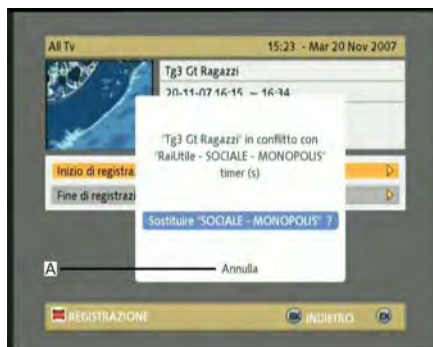 All Tv 15:23 - Mar 20 Nov 2007
Tg3 Gt Ragazzi
20-11-07 16:15 ~ 16:34
'Tg3 Gt Ragazzi' in conflitto con
'RaiUtile - SOCIALE - MONOPOLIS'
timer (s)
Inizio di registra
Fine di registrazi
Sostituire "SOCIALE - MONOPOLIS" ?
A Annulla
REGISTRAZIONE OK INDIETRO